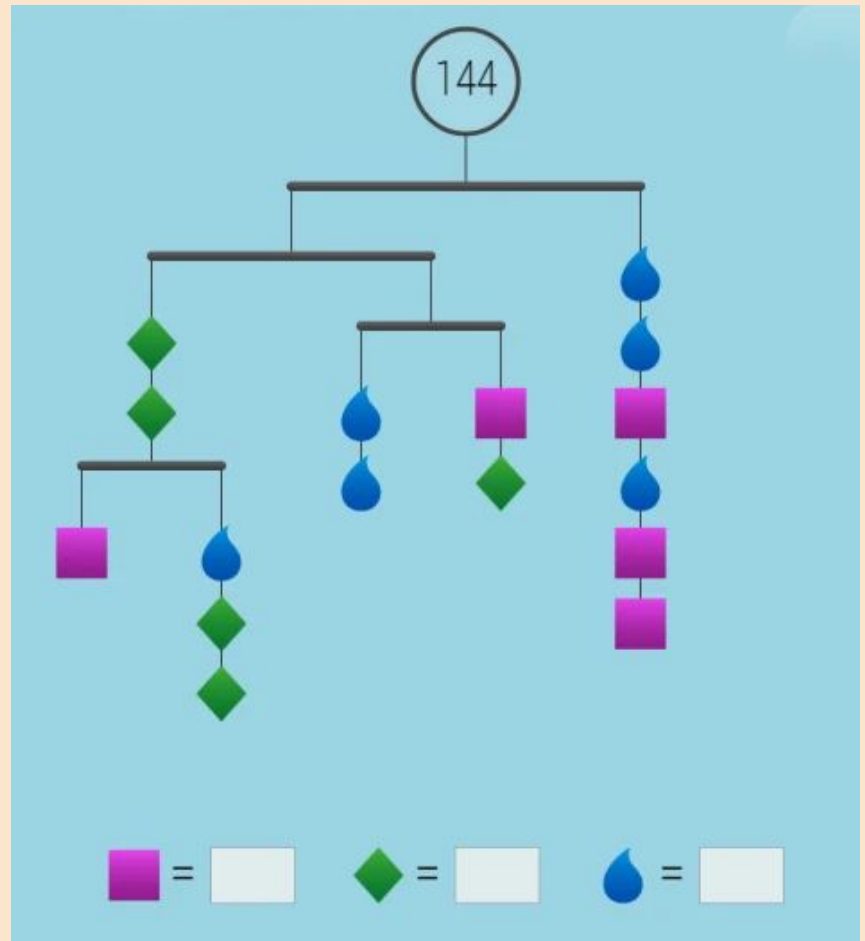 144
= = =